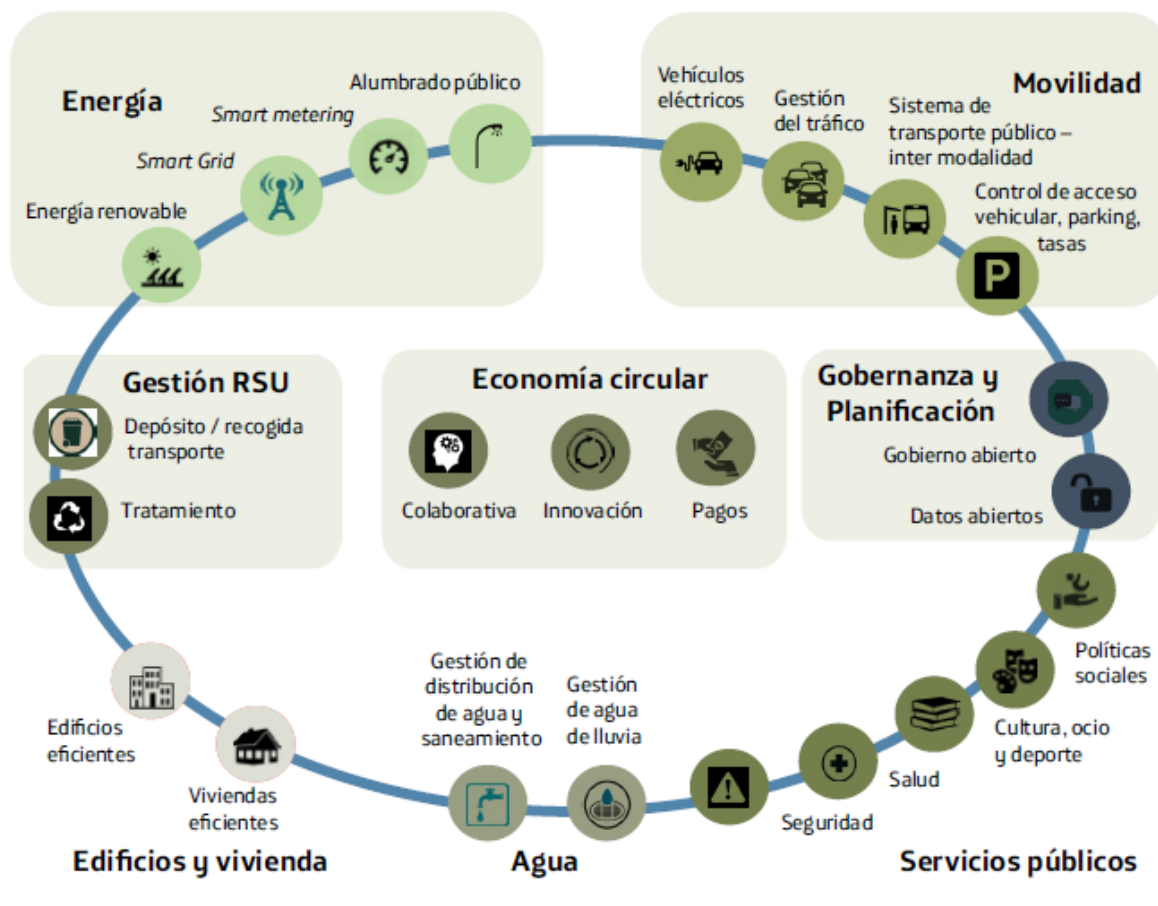 Energía
Alumbrado público
Smart metering
Smart Grid
Energía renovable
Movilidad
Vehículos
eléctricos
Gestión
del tráfico
Sistema de
transporte público –
inter modalidad
Control de acceso
vehicular, parking,
tasas
P
Gestión RSU
Depósito / recogida
transporte
Tratamiento
Economía circular
Colaborativa
Innovación
Pagos
Gobernanza y
Planificación
Gobierno abierto
Datos abiertos
Políticas
sociales
Cultura, ocio
y deporte
Salud
Seguridad
Servicios públicos
Gestión de
distribución
de agua y
saneamiento
Gestión
de agua
de lluvia
Agua
Edificios
eficientes
Viviendas
eficientes
Edificios y vivienda